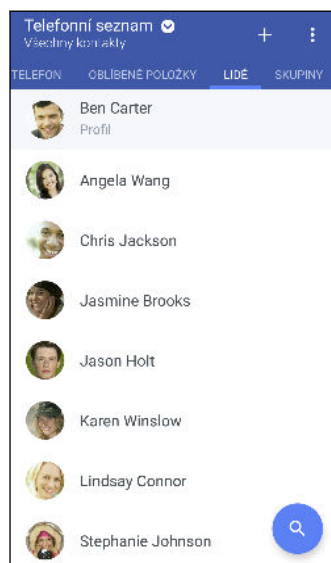 Telefonní seznam
Všechny kontakty
TELEFON OBLÍBENÉ POLOŽKY LIDÉ SKUPINY
Ben Carter
Profil
Angela Wang
Chris Jackson
Jasmine Brooks
Jason Holt
Karen Winslow
Lindsay Connor
Stephanie Johnson